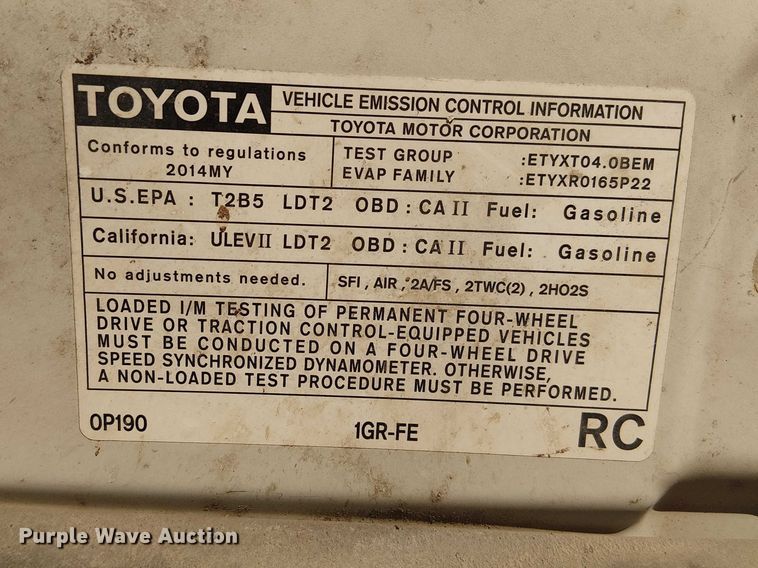 TOYOTA VEHICLE EMISSION CONTROL INFORMATION
TOYOTA MOTOR CORPORATION
Conforms to regulations
2014MY
TEST GROUP :ETYXT04.0BEM
EVAP FAMILY :ETYXR0165P22
U.S.EPA : T2B5 LDT2 OBD : CA II Fuel: Gasoline
California: ULEV II LDT2 OBD : CA II Fuel: Gasoline
No adjustments needed. SFI , AIR , 2A/FS , 2TWC(2) , 2HO2S
LOADED I/M TESTING OF PERMANENT FOUR-WHEEL
DRIVE OR TRACTION CONTROL-EQUIPPED VEHICLES
MUST BE CONDUCTED ON A FOUR-WHEEL DRIVE
SPEED SYNCHRONIZED DYNAMOMETER. OTHERWISE,
A NON-LOADED TEST PROCEDURE MUST BE PERFORMED.
0P190 1GR-FE RC
Purple Wave Auction